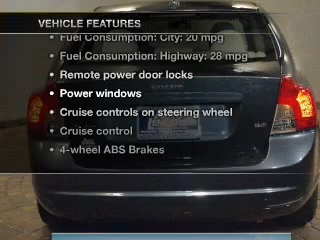 VEHICLE FEATURES
• Fuel Consumption: City: 20 mpg
• Fuel Consumption: Highway: 28 mpg
• Remote power door locks
• Power windows
• Cruise controls on steering wheel
• Cruise control
• 4-wheel ABS Brakes
VOLVO